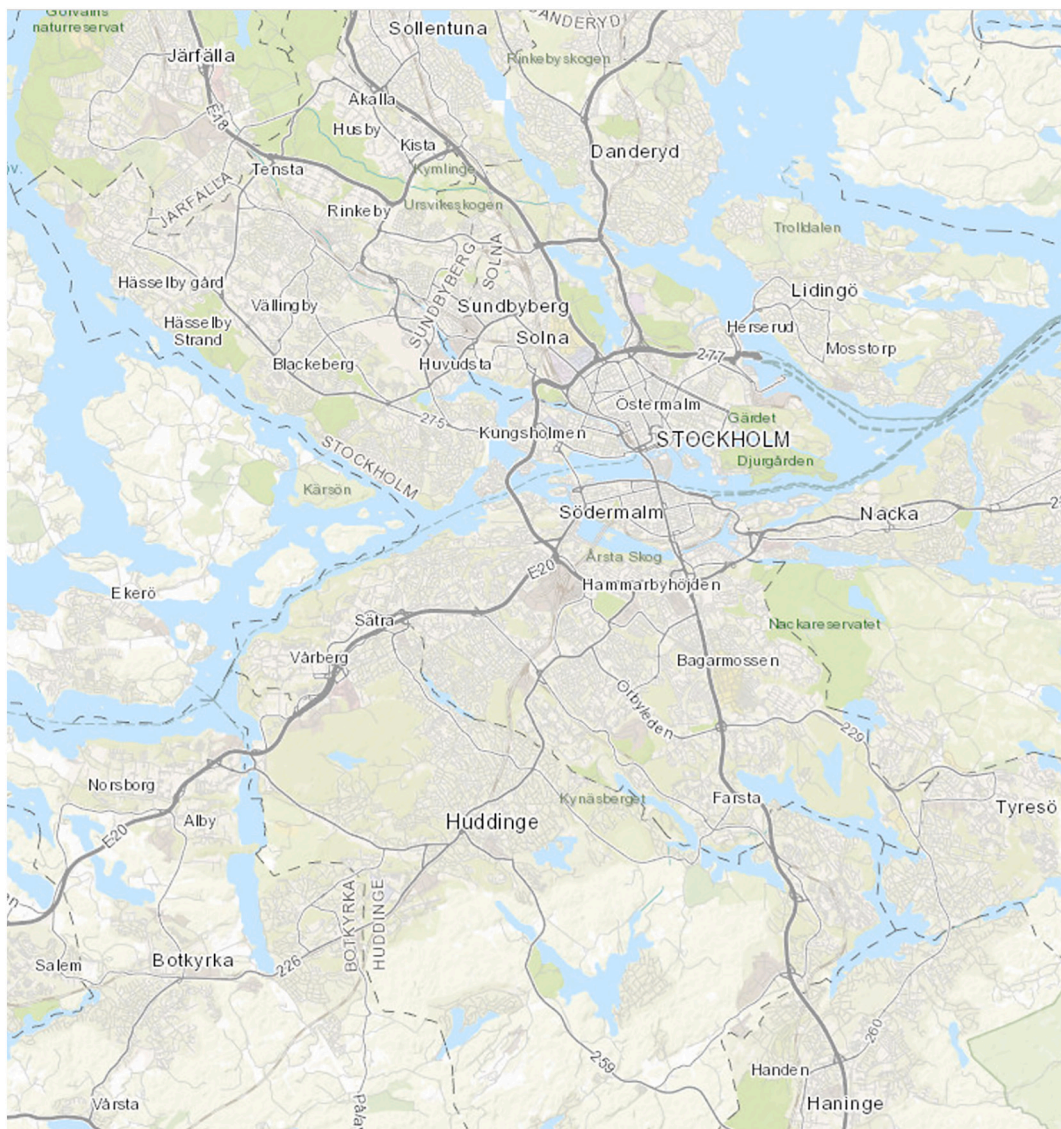 Görvälns
naturreservat
Sollentuna
DANDERYD
Rinkebyskogen
Järfälla
Akalla
E18
Husby
Kista
Danderyd
Tensta
Kymlinge
JÄRFÄLLA
Rinkeby
Ursviksskogen
Trolldalen
SUNDBYBERG
SOLNA
Hässelby gård
Vällingby
Sundbyberg
Lidingö
Hässelby
Strand
Solna
Herserud
Mosstorp
277
Blackeberg
Huvudsta
Östermalm
Gärdet
275
Kungsholmen
STOCKHOLM
STOCKHOLM
Djurgården
Kärsön
Södermalm
Nacka
2
Årsta Skog
E20
Hammarbyhöjden
Ekerö
Sätra
Nackareservatet
Vårberg
Bagarmossen
Örbyleden
229
Norsborg
Kynäsberget
Farsta
Tyresö
Alby
Huddinge
E20
BOTKYRKA
HUDDINGE
Salem
Botkyrka
226
259
260
Handen
Vårsta
Haninge